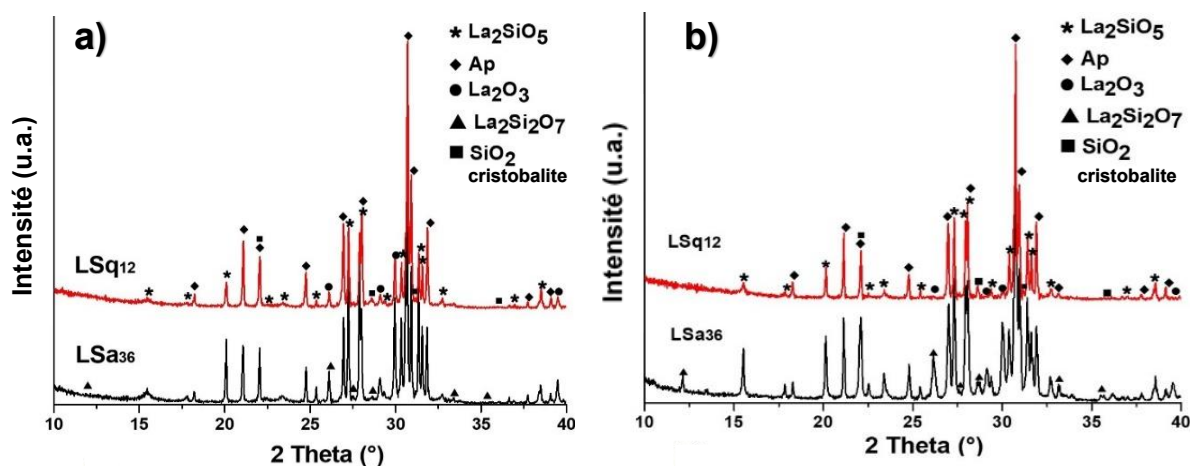 a)
* La2SiO5
◆ Ap
● La2O3
▲ La2Si2O7
■ SiO2
cristobalite
Intensité (u.a.)
LSq12
LSa36
10 15 20 25 30 35 40
2 Theta (°)
b)
* La2SiO5
◆ Ap
● La2O3
▲ La2Si2O7
■ SiO2
cristobalite
Intensité (u.a.)
LSq12
LSa36
10 15 20 25 30 35 40
2 Theta (°)